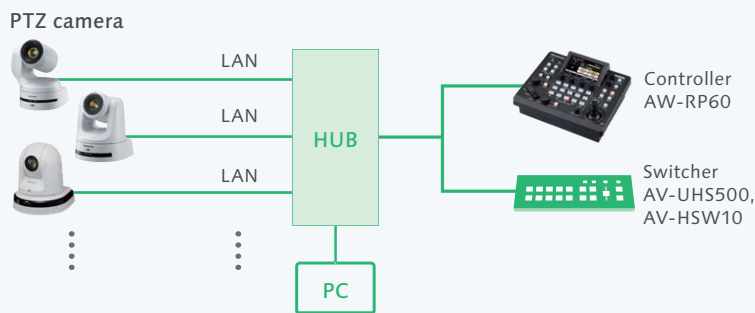 PTZ camera
LAN
LAN
LAN
HUB
PC
Controller
AW-RP60
Switcher
AV-UHS500,
AV-HSW10